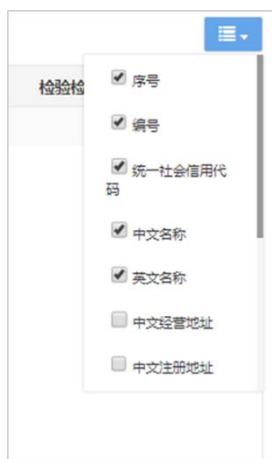 检验检
序号
编号
统一社会信用代
码
中文名称
英文名称
中文经营地址
中文注册地址